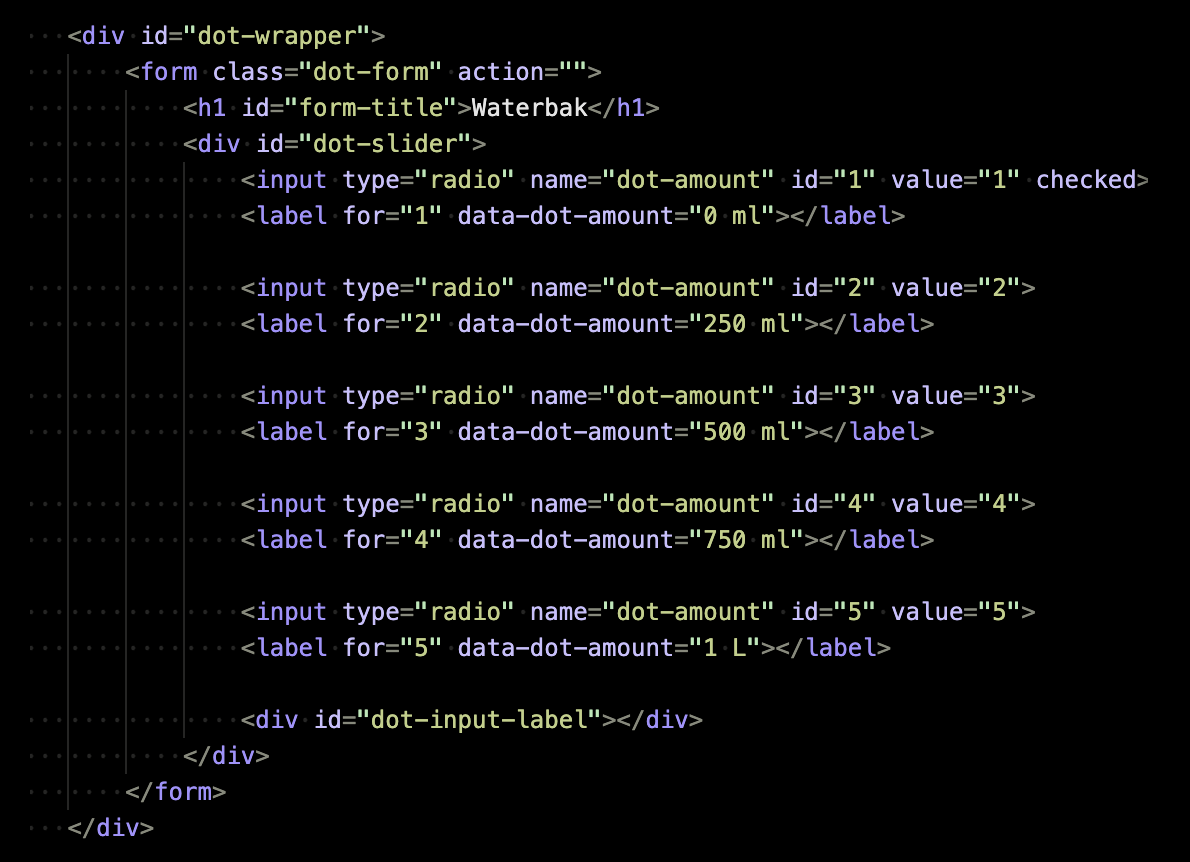 <div id="dot-wrapper">
<form class="dot-form" action="">
<h1 id="form-title">Waterbak</h1>
<div id="dot-slider">
<input type="radio" name="dot-amount" id="1" value="1" checked>
<label for="1" data-dot-amount="0 ml"></label>
<input type="radio" name="dot-amount" id="2" value="2">
<label for="2" data-dot-amount="250 ml"></label>
<input type="radio" name="dot-amount" id="3" value="3">
<label for="3" data-dot-amount="500 ml"></label>
<input type="radio" name="dot-amount" id="4" value="4">
<label for="4" data-dot-amount="750 ml"></label>
<input type="radio" name="dot-amount" id="5" value="5">
<label for="5" data-dot-amount="1 L"></label>
<div id="dot-input-label"></div>
</div>
</form>
</div>